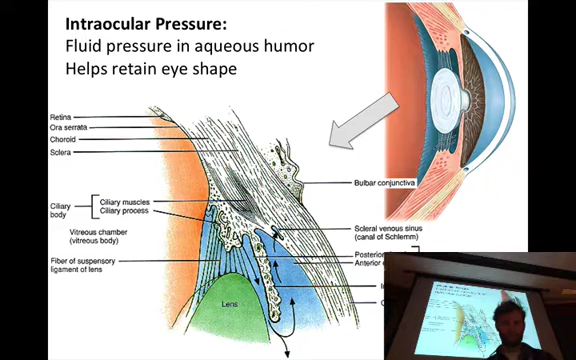 Intraocular Pressure:
Fluid pressure in aqueous humor
Helps retain eye shape
Retina
Ora serrata
Choroid
Sclera
Ciliary body
Ciliary muscles
Ciliary process
Vitreous chamber
(vitreous body)
Fiber of suspensory
ligament of lens
Lens
Bulbar conjunctiva
Scleral venous sinus
(canal of Schlemm)
Posterior
Anterior